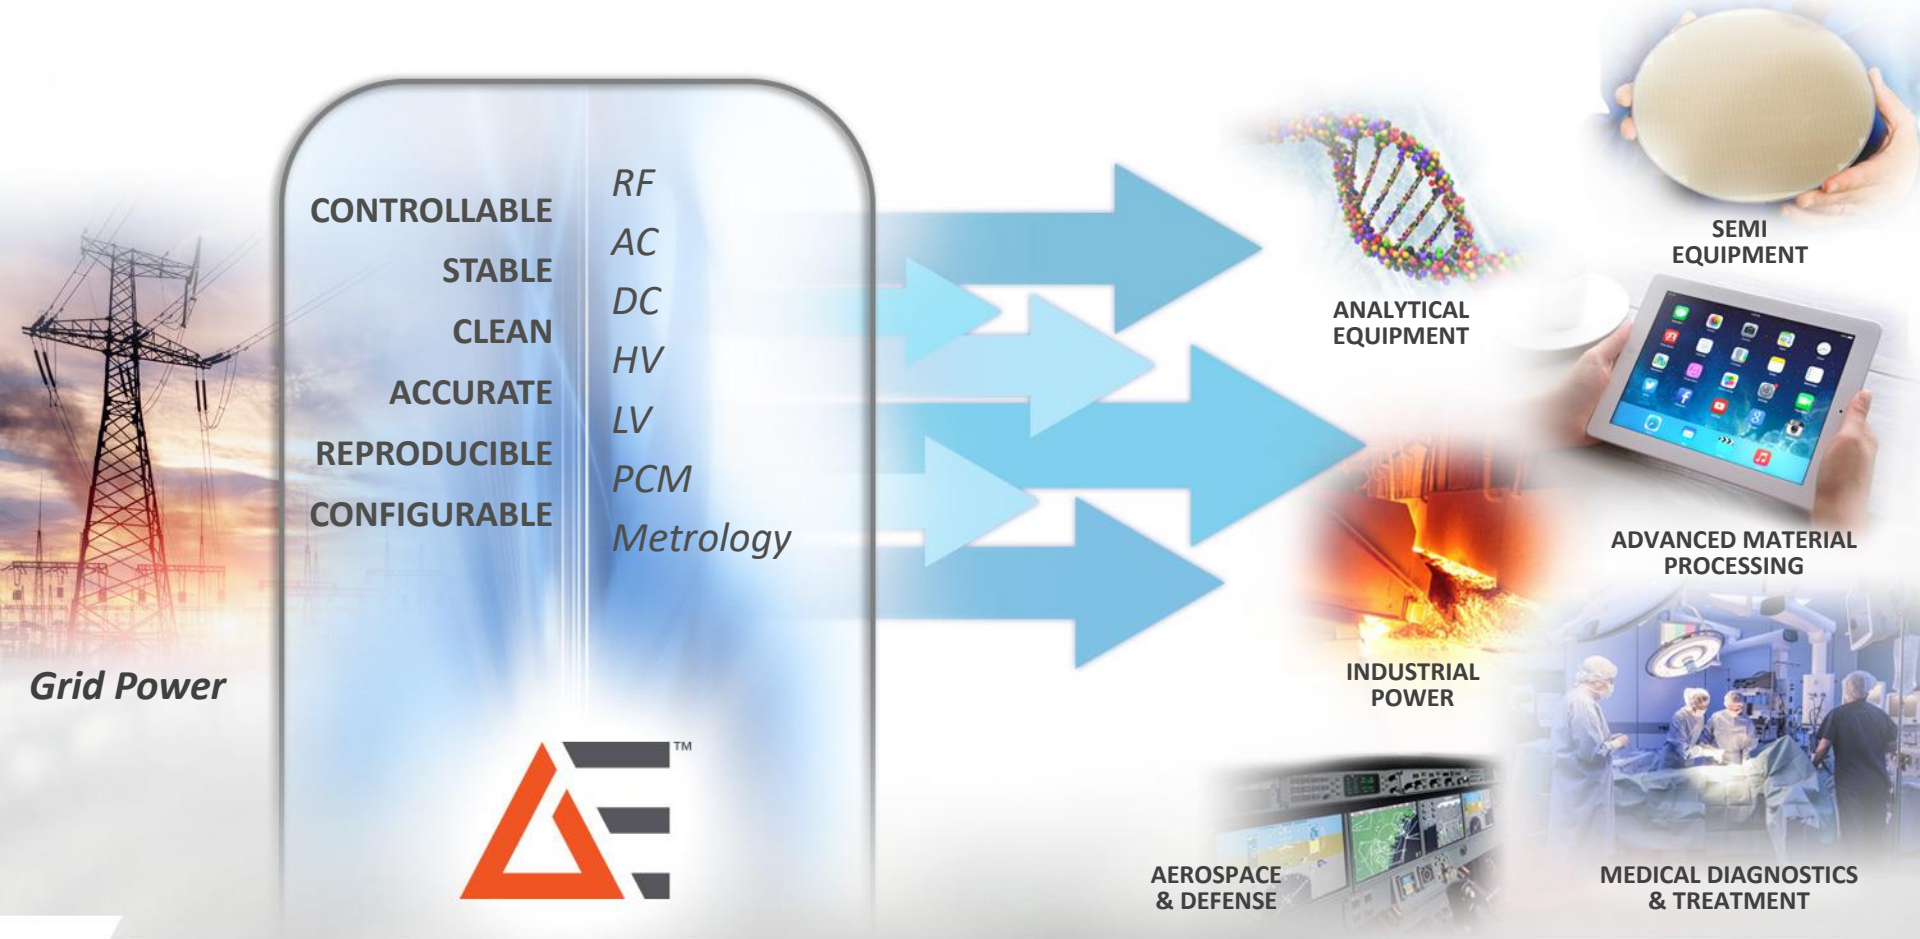 Grid Power
CONTROLLABLE
STABLE
CLEAN
ACCURATE
REPRODUCIBLE
CONFIGURABLE
RF
AC
DC
HV
LV
PCM
Metrology
AE
TM
ANALYTICAL
EQUIPMENT
SEMI
EQUIPMENT
ADVANCED MATERIAL
PROCESSING
INDUSTRIAL
POWER
AEROSPACE
& DEFENSE
MEDICAL DIAGNOSTICS
& TREATMENT